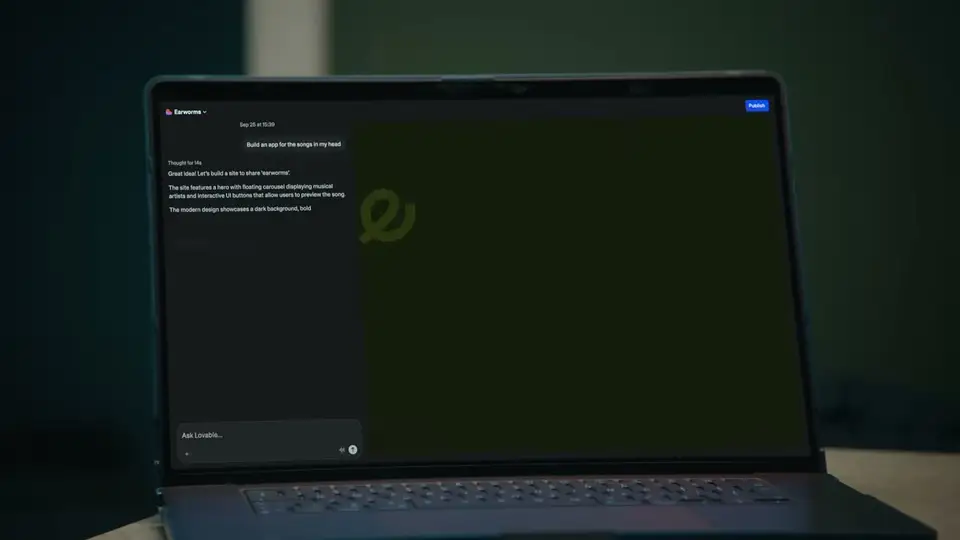 Earworms
Publish
Sep 25 at 15:39
Build an app for the songs in my head
Thought for 14s
Great idea! Let's build a site to share 'earworms'.
The site features a hero with floating carousel displaying musical
artists and interactive UI buttons that allow users to preview the song.
The modern design showcases a dark background, bold
e
Ask Lovable...